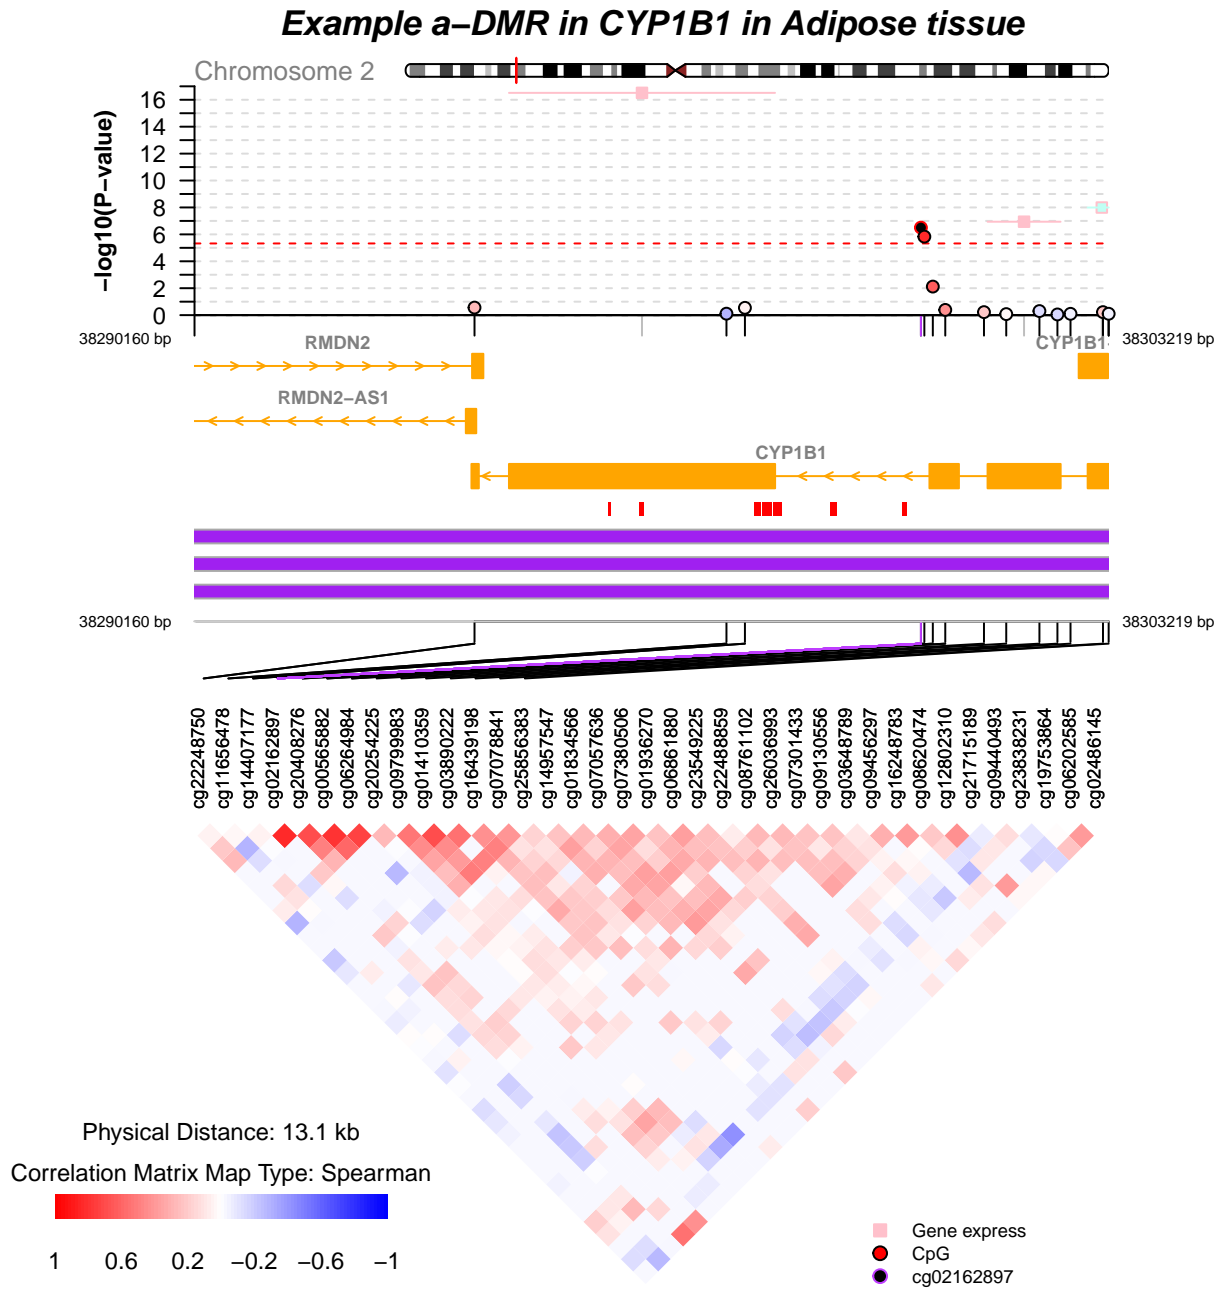 Example a–DMR in CYP1B1 in Adipose tissue
Chromosome 2
–log10(P–value)
16
14
12
10
8
6
4
2
0
38290160 bp
38303219 bp
RMDN2
CYP1B1
RMDN2–AS1
CYP1B1
38290160 bp
38303219 bp
cg22248750
cg11656478
cg14407177
cg02162897
cg20408276
cg00565882
cg06264984
cg20254225
cg09799983
cg01410359
cg03890222
cg16439198
cg07078841
cg25856383
cg14957547
cg01834566
cg07057636
cg07380506
cg01936270
cg06861880
cg23549225
cg22488859
cg08761102
cg26036993
cg07301433
cg09130556
cg03648789
cg09456297
cg16248783
cg08620474
cg12802310
cg21715189
cg09440493
cg23838231
cg19753864
cg06202585
cg02486145
Physical Distance: 13.1 kb
Correlation Matrix Map Type: Spearman
1 0.6 0.2 –0.2 –0.6 –1
Gene express
CpG
cg02162897